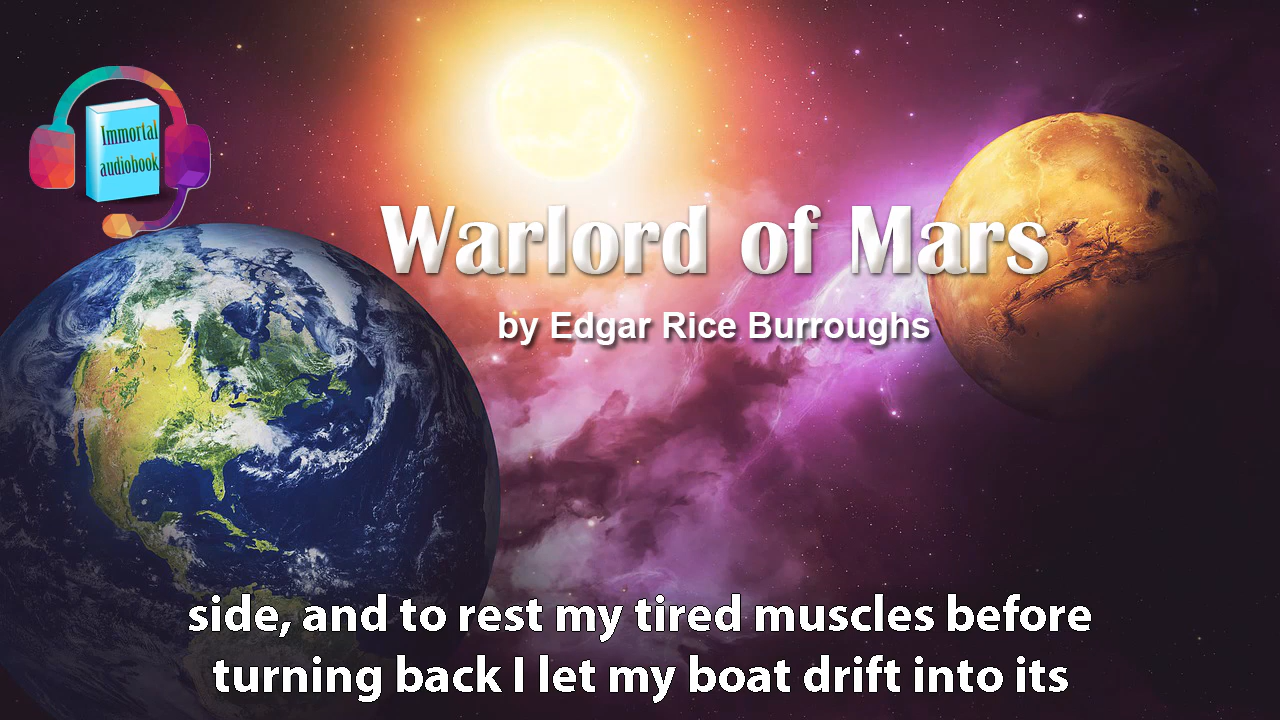 Immortal
audiobook
Warlord of Mars
by Edgar Rice Burroughs
side, and to rest my tired muscles before
turning back I let my boat drift into its